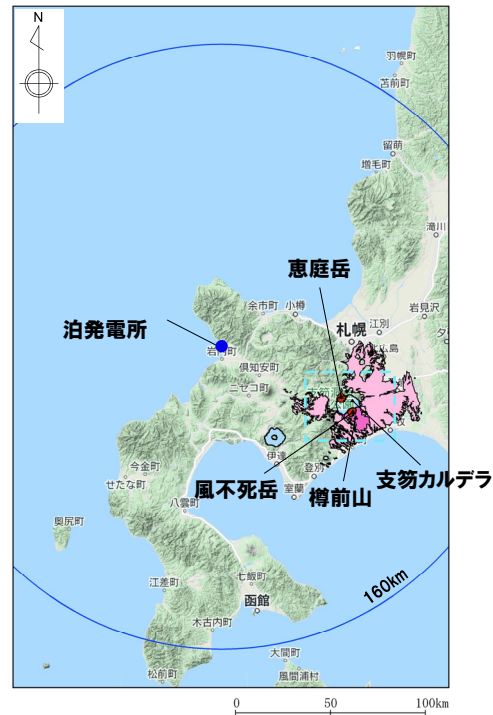 N
羽幌町
苫前町
留萌
増毛町
滝川
恵庭岳
余市町
小樽
岩見沢
札幌
江別
泊発電所
北広島
倶知安町
ニセコ町
伊達
登別
支笏カルデラ
風不死岳
室蘭
樽前山
今金町
せたな町
八雲町
奥尻町
160km
七飯町
江差町
函館
木古内町
大間町
松前町
風間浦村
0
50
100km